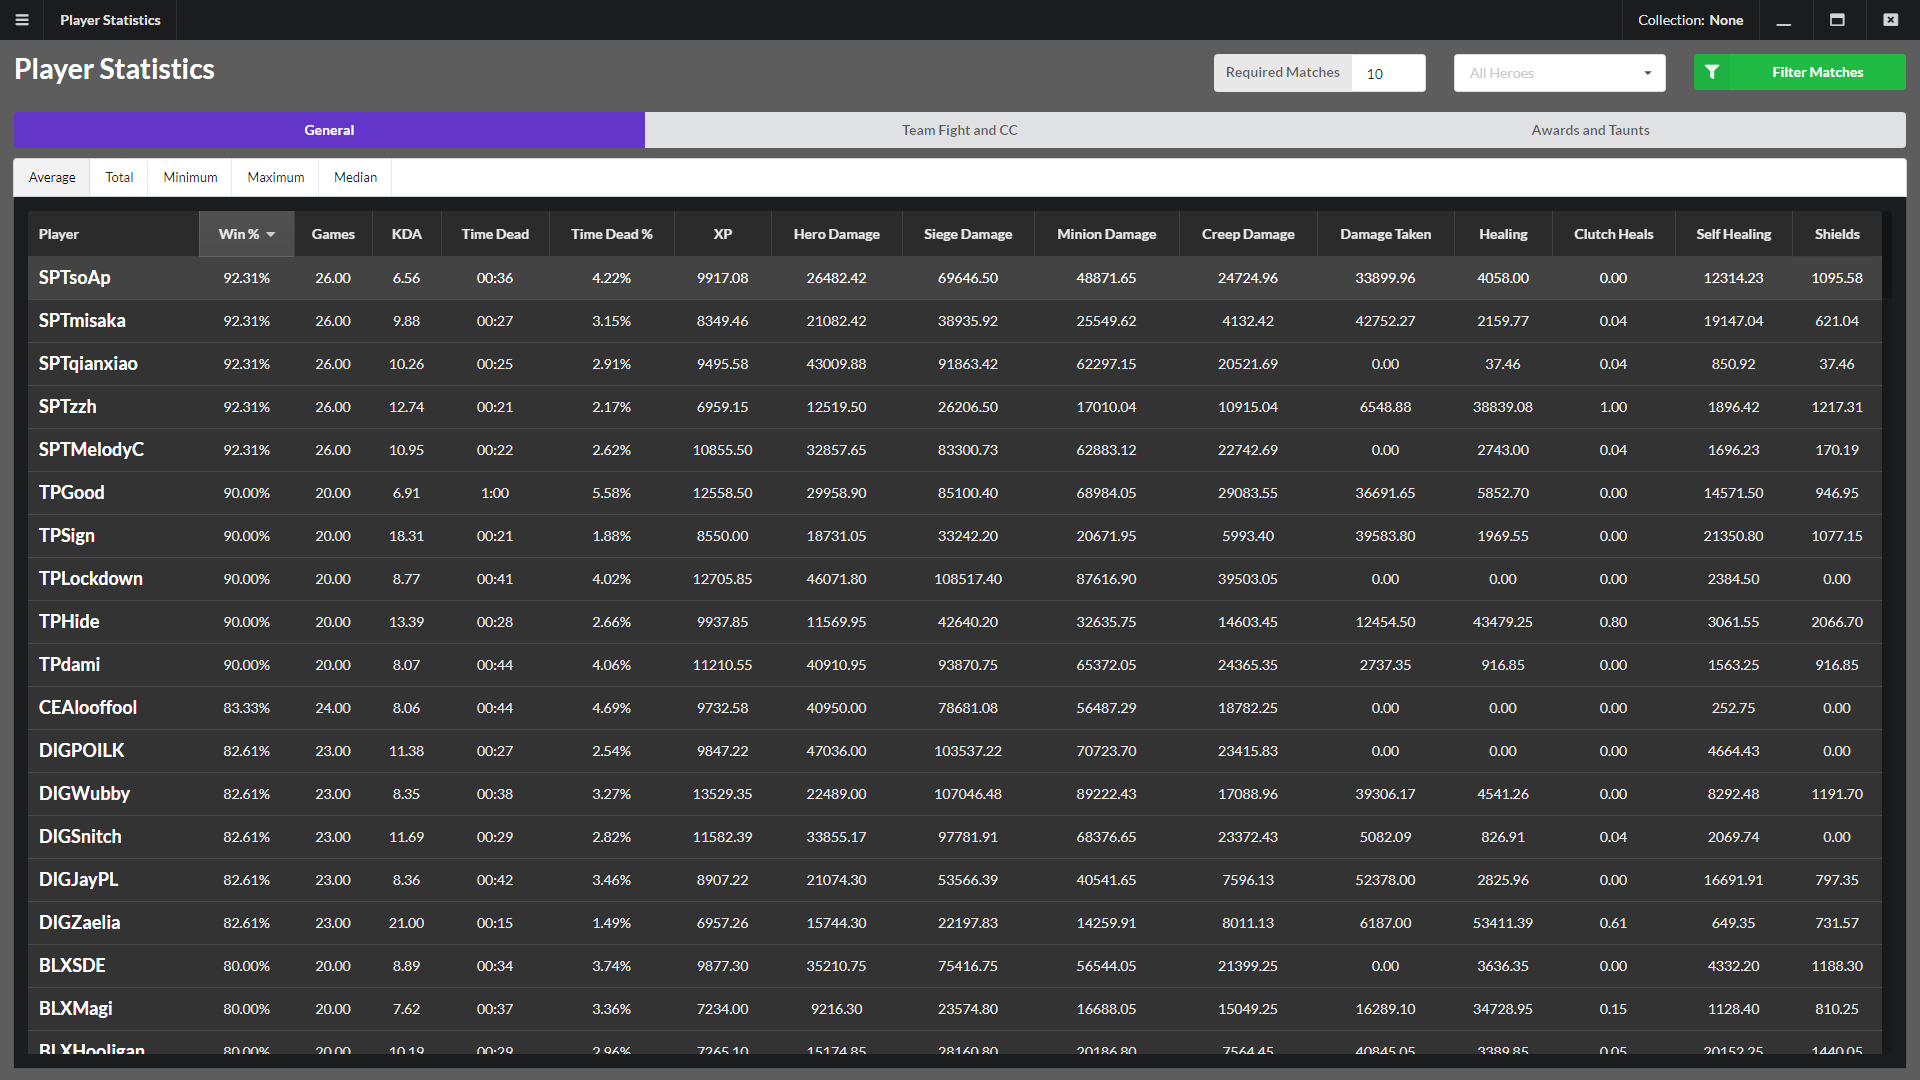 Player Statistics
Collection: None
Player Statistics
Required Matches 10
All Heroes
Filter Matches
General Team Fight and CC Awards and Taunts
Average Total Minimum Maximum Median
Player Win % Games KDA Time Dead Time Dead % XP Hero Damage Siege Damage Minion Damage Creep Damage Damage Taken Healing Clutch Heals Self Healing Shields
SPTsoAp 92.31% 26.00 6.56 00:36 4.22% 9917.08 26482.42 69646.50 48871.65 24724.96 33899.96 4058.00 0.00 12314.23 1095.58
SPTmisaka 92.31% 26.00 9.88 00:27 3.15% 8349.46 21082.42 38935.92 25549.62 4132.42 42752.27 2159.77 0.04 19147.04 621.04
SPTqianxiao 92.31% 26.00 10.26 00:25 2.91% 9495.58 43009.88 91863.42 62297.15 20521.69 0.00 37.46 0.04 850.92 37.46
SPTzzh 92.31% 26.00 12.74 00:21 2.17% 6959.15 12519.50 26206.50 17010.04 10915.04 6548.88 38839.08 1.00 1896.42 1217.31
SPTMelodyC 92.31% 26.00 10.95 00:22 2.62% 10855.50 32857.65 83300.73 62883.12 22742.69 0.00 2743.00 0.04 1696.23 170.19
TPGood 90.00% 20.00 6.91 1:00 5.58% 12558.50 29958.90 85100.40 68984.05 29083.55 36691.65 5852.70 0.00 14571.50 946.95
TPSign 90.00% 20.00 18.31 00:21 1.88% 8550.00 18731.05 33242.20 20671.95 5993.40 39583.80 1969.55 0.00 21350.80 1077.15
TPLockdown 90.00% 20.00 8.77 00:41 4.02% 12705.85 46071.80 108517.40 87616.90 39503.05 0.00 0.00 0.00 2384.50 0.00
TPHide 90.00% 20.00 13.39 00:28 2.66% 9937.85 11569.95 42640.20 32635.75 14603.45 12454.50 43479.25 0.80 3061.55 2066.70
TPdami 90.00% 20.00 8.07 00:44 4.06% 11210.55 40910.95 93870.75 65372.05 24365.35 2737.35 916.85 0.00 1563.25 916.85
CEAlooffool 83.33% 24.00 8.06 00:44 4.69% 9732.58 40950.00 78681.08 56487.29 18782.25 0.00 0.00 0.00 252.75 0.00
DIGPOILK 82.61% 23.00 11.38 00:27 2.54% 9847.22 47036.00 103537.22 70723.70 23415.83 0.00 0.00 0.00 4664.43 0.00
DIGWubby 82.61% 23.00 8.35 00:38 3.27% 13529.35 22489.00 107046.48 89222.43 17088.96 39306.17 4541.26 0.00 8292.48 1191.70
DIGSnitch 82.61% 23.00 11.69 00:29 2.82% 11582.39 33855.17 97781.91 68376.65 23372.43 5082.09 826.91 0.04 2069.74 0.00
DIGJayPL 82.61% 23.00 8.36 00:42 3.46% 8907.22 21074.30 53566.39 40541.65 7596.13 52378.00 2825.96 0.00 16691.91 797.35
DIGZaelia 82.61% 23.00 21.00 00:15 1.49% 6957.26 15744.30 22197.83 14259.91 8011.13 6187.00 53411.39 0.61 649.35 731.57
BLXSDE 80.00% 20.00 8.89 00:34 3.74% 9877.30 35210.75 75416.75 56544.05 21399.25 0.00 3636.35 0.00 4332.20 1188.30
BLXMagi 80.00% 20.00 7.62 00:37 3.36% 7234.00 9216.30 23574.80 16688.05 15049.25 16289.10 34728.95 0.15 1128.40 810.25
BLXHooligan 80.00% 20.00 10.19 00:29 2.96% 7265.10 15174.85 28160.80 20186.80 7564.45 40845.05 3389.85 0.05 20152.25 1440.05